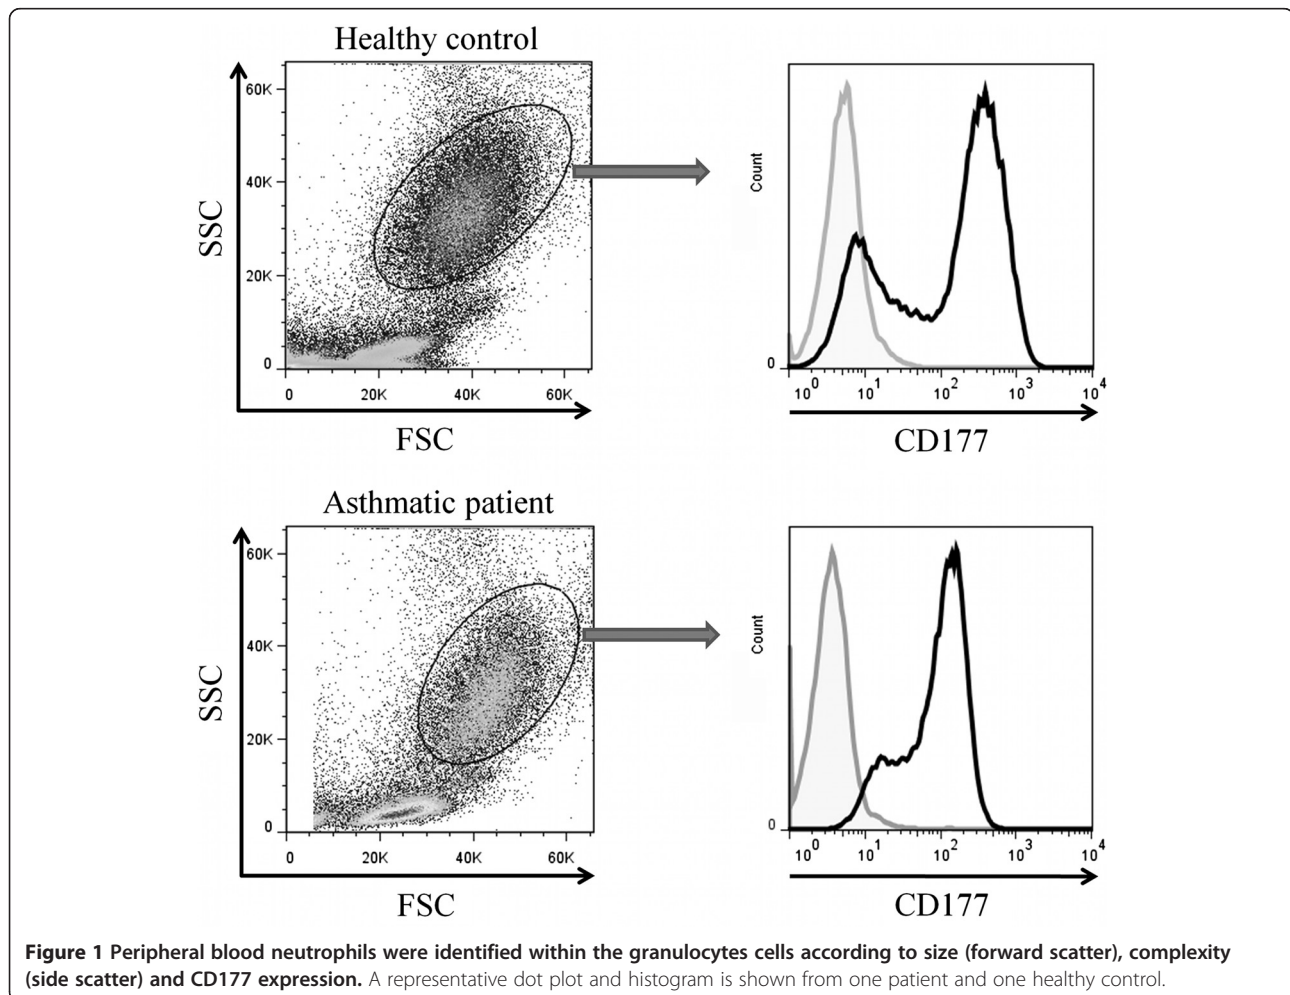 Healthy control
60K
40K
20K
0
SSC
0 20K 40K 60K
FSC
Count
0
10^0 10^1 10^2 10^3 10^4
CD177
Asthmatic patient
60K
40K
20K
0
SSC
0 20K 40K 60K
FSC
Count
0
10^0 10^1 10^2 10^3 10^4
CD177
Figure 1 Peripheral blood neutrophils were identified within the granulocytes cells according to size (forward scatter), complexity
(side scatter) and CD177 expression. A representative dot plot and histogram is shown from one patient and one healthy control.